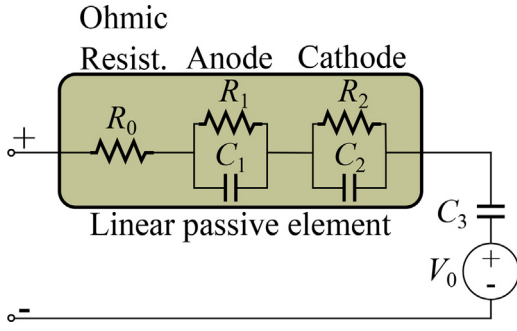 Ohmic
Resist. Anode Cathode
R0 R1 R2
C1 C2
+
Linear passive element
C3
V0 + -
-